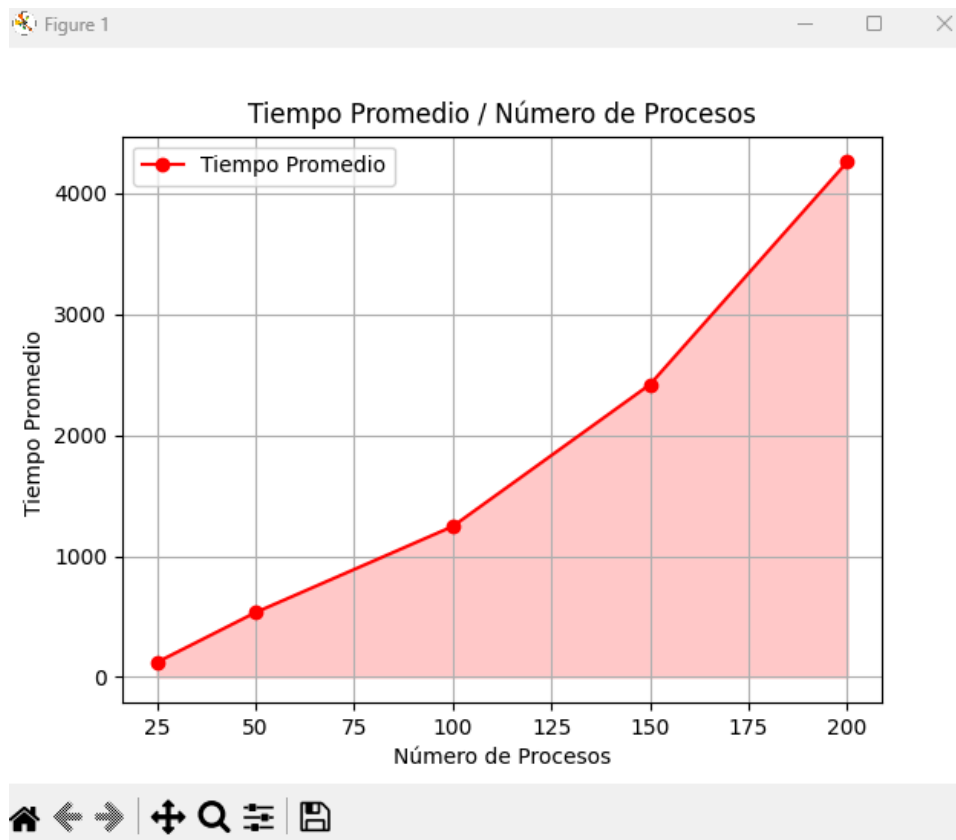 Figure 1
Tiempo Promedio / Número de Procesos
Tiempo Promedio
4000
3000
2000
1000
0
Tiempo Promedio
25 50 75 100 125 150 175 200
Número de Procesos